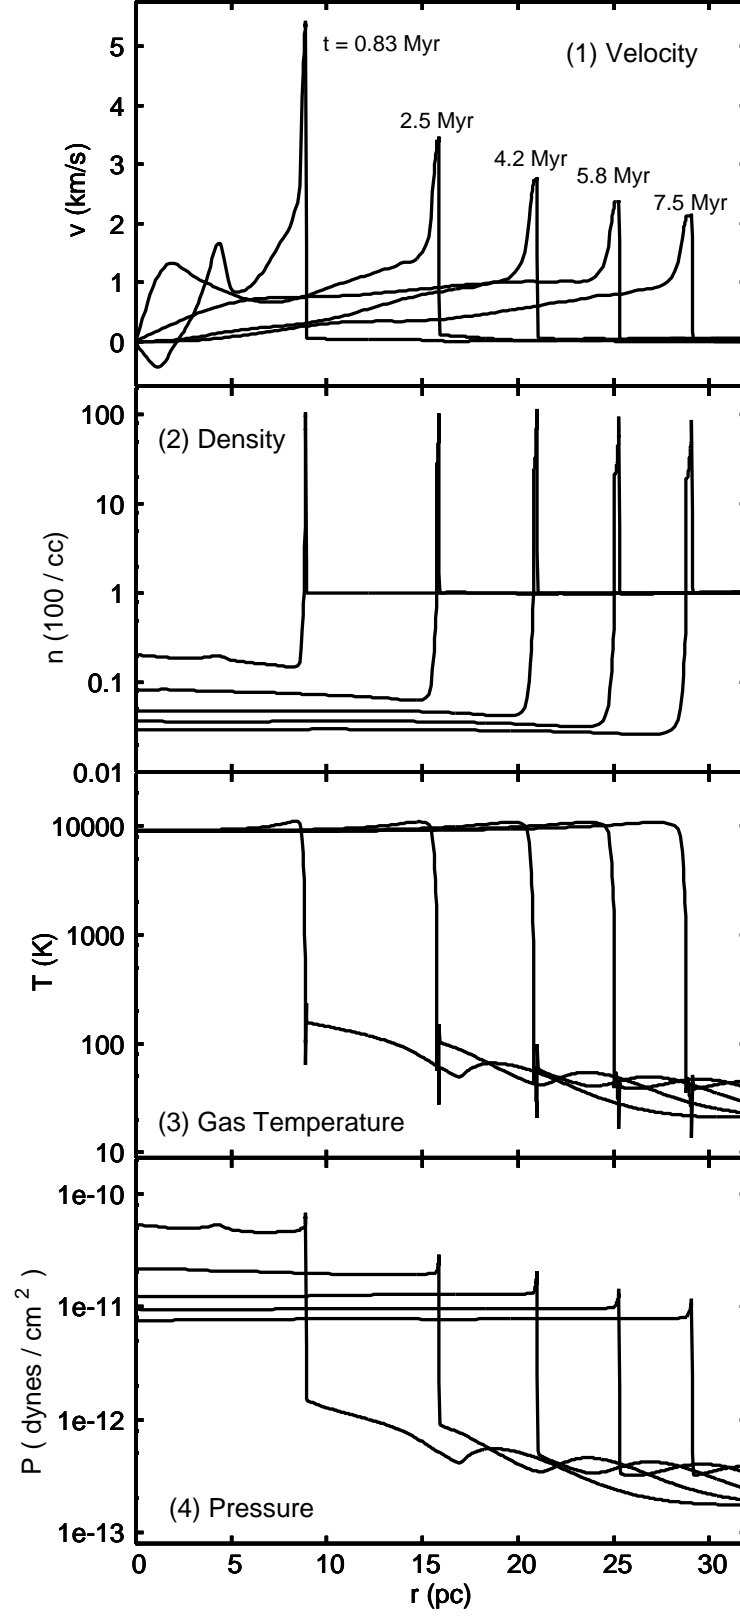 5
4
3
2
1
0
v (km/s)
t = 0.83 Myr
(1) Velocity
2.5 Myr
4.2 Myr
5.8 Myr
7.5 Myr
100
10
1
0.1
0.01
n (100 / cc)
(2) Density
10000
1000
100
10
T (K)
(3) Gas Temperature
1e-10
1e-11
1e-12
1e-13
P ( dynes / cm ² )
(4) Pressure
0 5 10 15 20 25 30
r (pc)